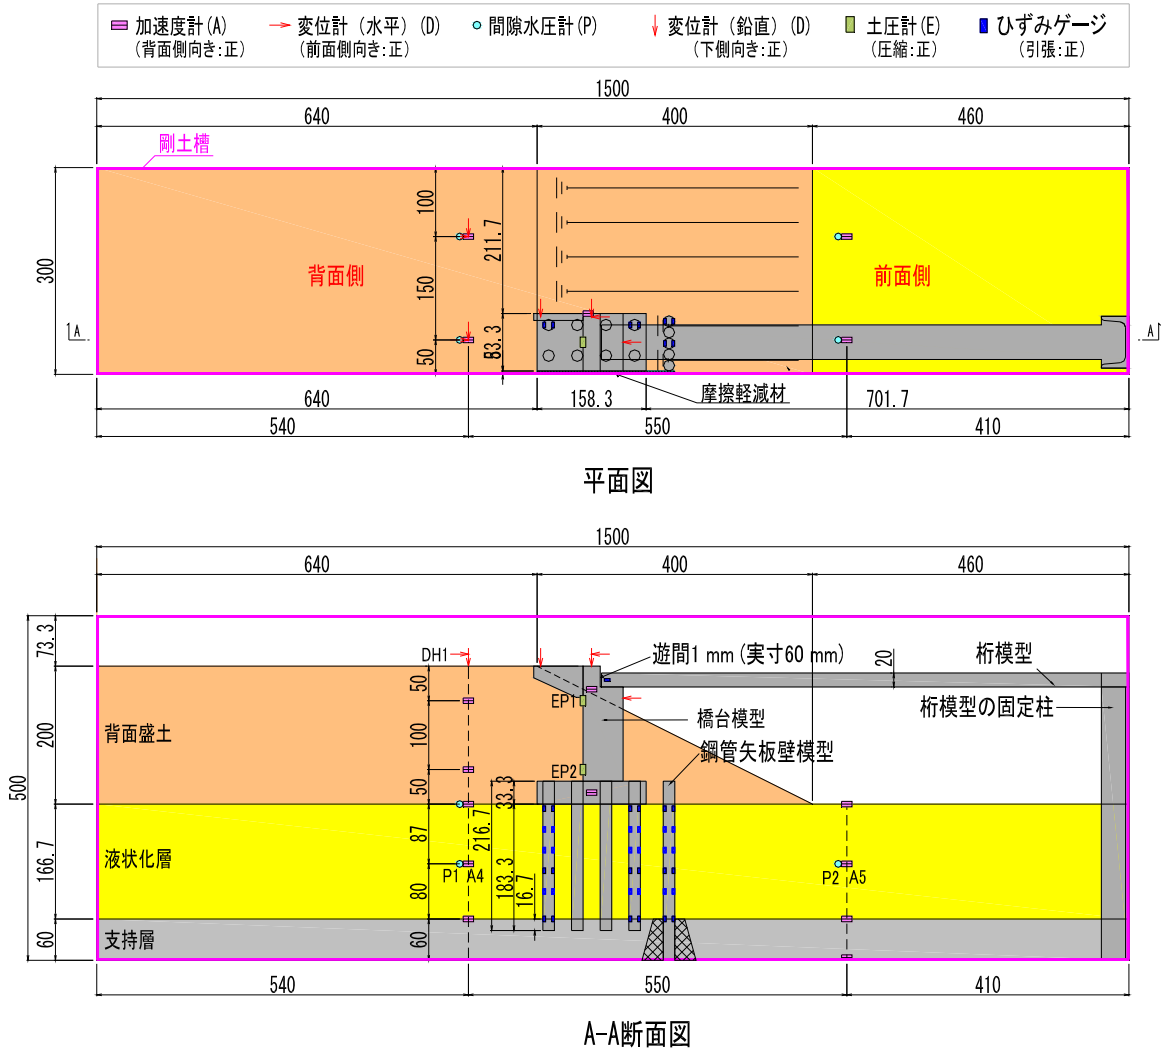 加速度計(A) 変位計（水平）(D) 間隙水圧計(P) 変位計（鉛直）(D) 土圧計(E) ひずみゲージ
(背面側向き:正) (前面側向き:正) (下側向き:正) (圧縮:正) (引張:正)
1500
640 400 460
剛土槽
300
100
150
50
211.7
83.3
背面側
前面側
A A
摩擦軽減材
640 158.3 701.7
540 550 410
平面図
1500
640 400 460
500
73.3
200
166.7
60
DH1
50
100
50
87
80
60
遊間1 mm (実寸60 mm)
20
桁模型
桁模型の固定柱
EP1
橋台模型
鋼管矢板壁模型
背面盛土
EP2
33.3
216.7
183.3
16.7
液状化層
P1 A4
P2 A5
支持層
540 550 410
A-A断面図